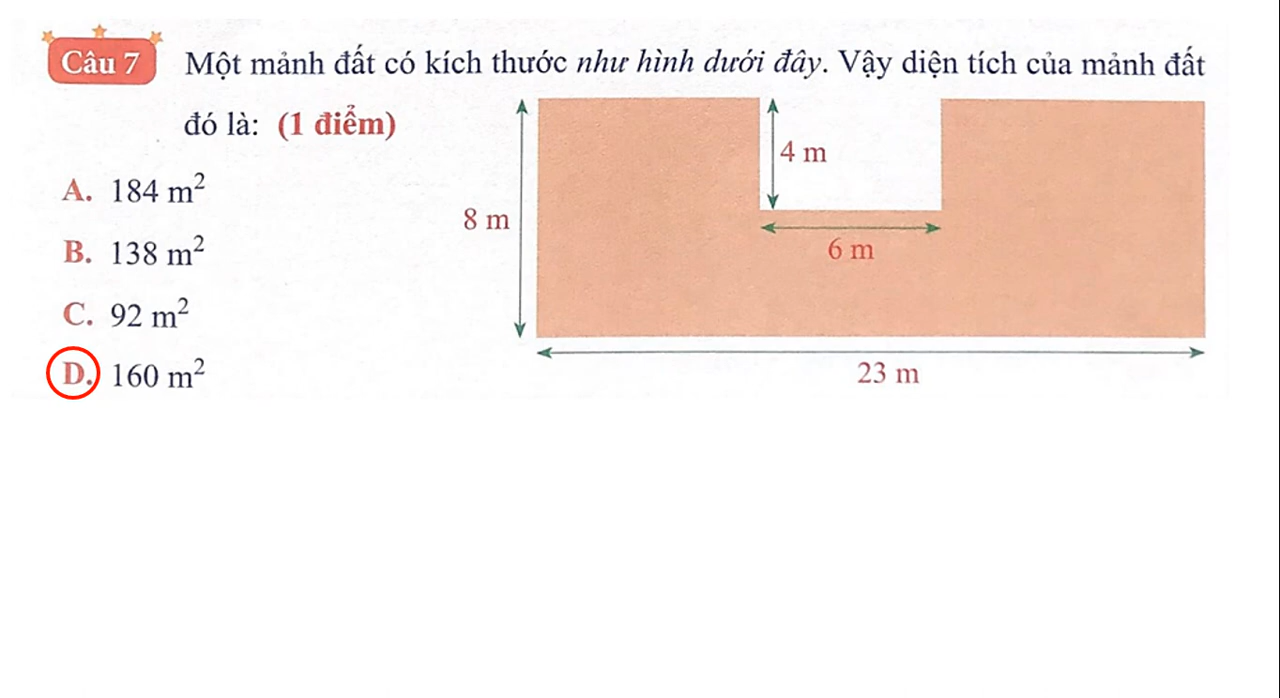 Câu 7 Một mảnh đất có kích thước như hình dưới đây. Vậy diện tích của mảnh đất
đó là: (1 điểm)
A. 184 m²
B. 138 m²
C. 92 m²
D. 160 m²
4 m
8 m
6 m
23 m